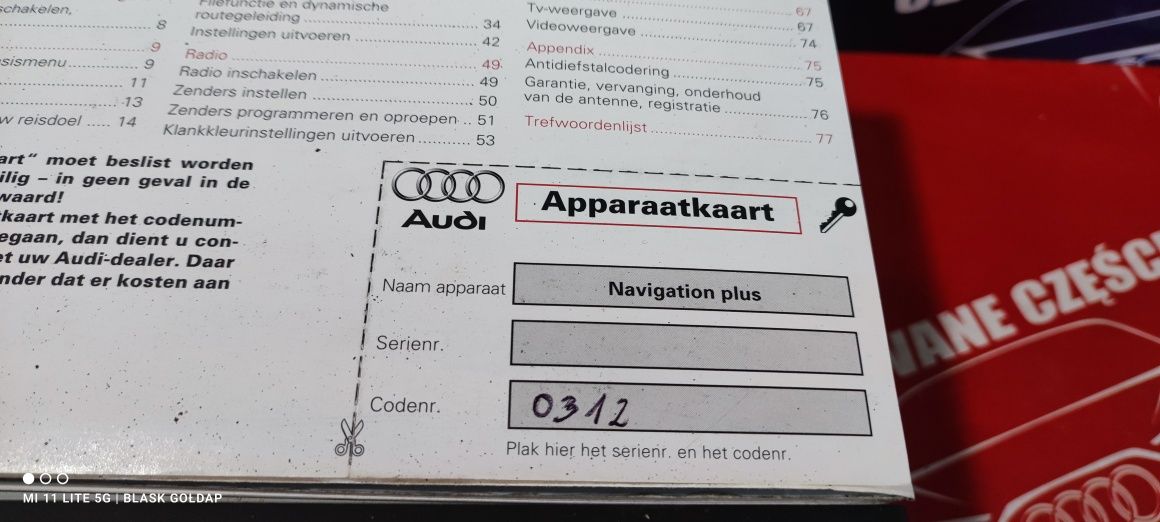 schakelen,
8
9
sismenu 9
11
13
w reisdoel 14
Filefunctie en dynamische
routegeleiding 34
Instellingen uitvoeren 42
Radio 49
Radio inschakelen 49
Zenders instellen 50
Zenders programmeren en oproepen 51
Klankkleurinstellingen uitvoeren 53
67
Tv-weergave 67
Videoweergave 74
Appendix 75
Antidiefstalcodering 75
Garantie, vervanging, onderhoud
van de antenne, registratie 76
Trefwoordenlijst 77
art“ moet beslist worden
ilig – in geen geval in de
waard!
kaart met het codenum-
egaan, dan dient u con-
et uw Audi-dealer. Daar
nder dat er kosten aan
Audi
Apparaatkaart
Naam apparaat Navigation plus
Serienr.
Codenr. 0312
Plak hier het serienr. en het codenr.
WANE CZĘŚC
MI 11 LITE 5G | BLASK GOŁDAP